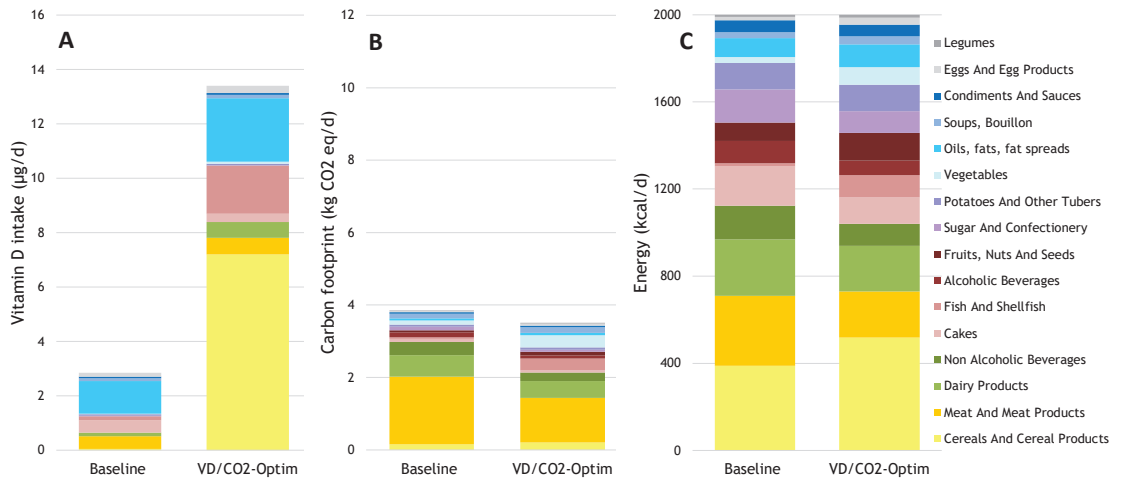 A
Vitamin D intake (µg/d)
16
14
12
10
8
6
4
2
0
Baseline
VD/CO2-Optim
B
Carbon footprint (kg CO2 eq/d)
12
10
8
6
4
2
0
Baseline
VD/CO2-Optim
C
Energy (kcal/d)
2000
1600
1200
800
400
0
Baseline
VD/CO2-Optim
Legumes
Eggs And Egg Products
Condiments And Sauces
Soups, Bouillon
Oils, fats, fat spreads
Vegetables
Potatoes And Other Tubers
Sugar And Confectionery
Fruits, Nuts And Seeds
Alcoholic Beverages
Fish And Shellfish
Cakes
Non Alcoholic Beverages
Dairy Products
Meat And Meat Products
Cereals And Cereal Products